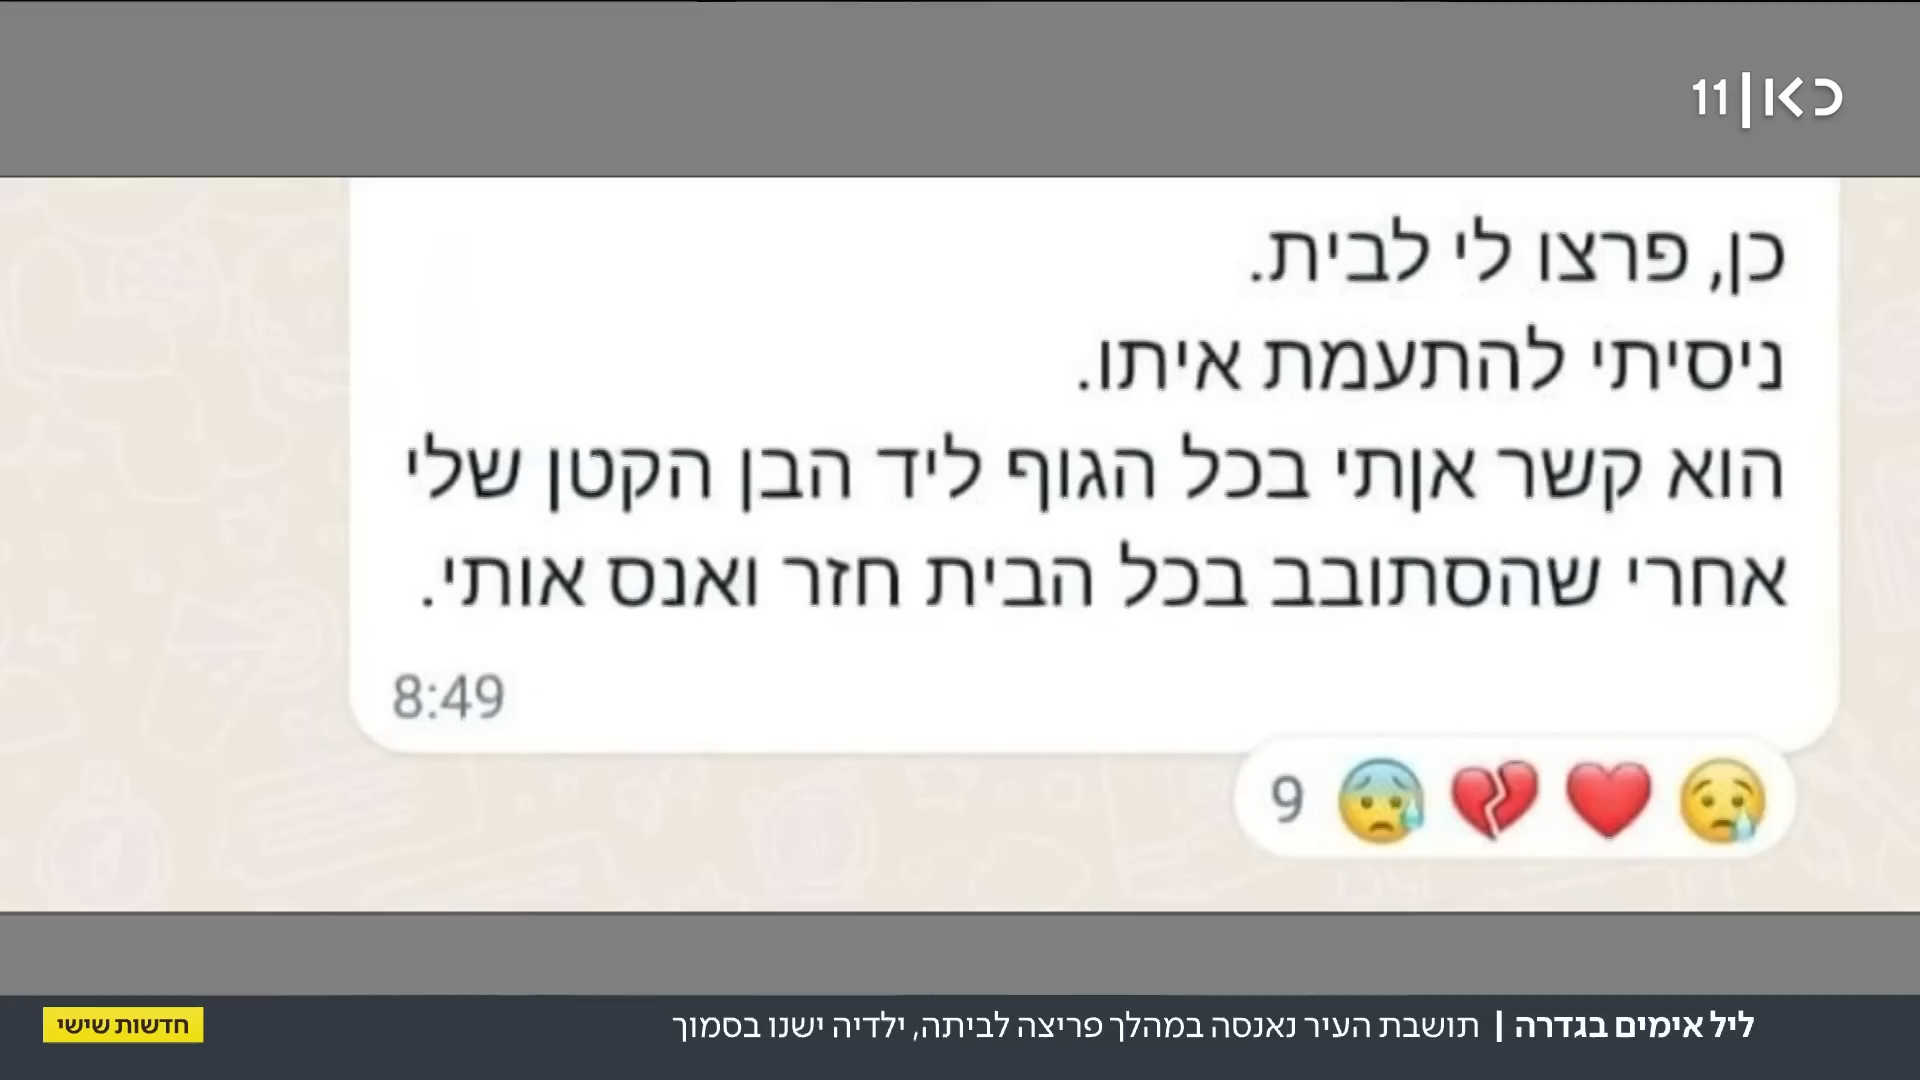 כאן|11
כן, פרצו לי לבית.
ניסיתי להתעמת איתו.
הוא קשר אןתי בכל הגוף ליד הבן הקטן שלי
אחרי שהסתובב בכל הבית חזר ואנס אותי.
8:49
😢 ❤️ 💔 😰 9
ליל אימים בגדרה | תושבת העיר נאנסה במהלך פריצה לביתה, ילדיה ישנו בסמוך
חדשות שישי